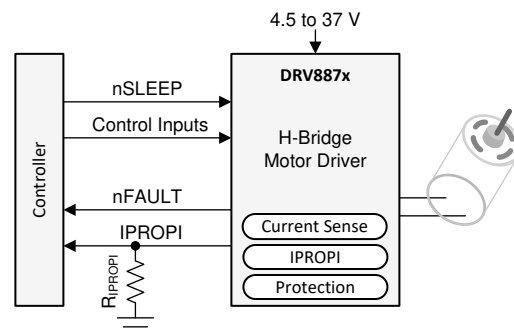 4.5 to 37 V
DRV887x
nSLEEP
Control Inputs
H-Bridge
Motor Driver
Controller
nFAULT
IPROPI
RIPROPI
Current Sense
IPROPI
Protection